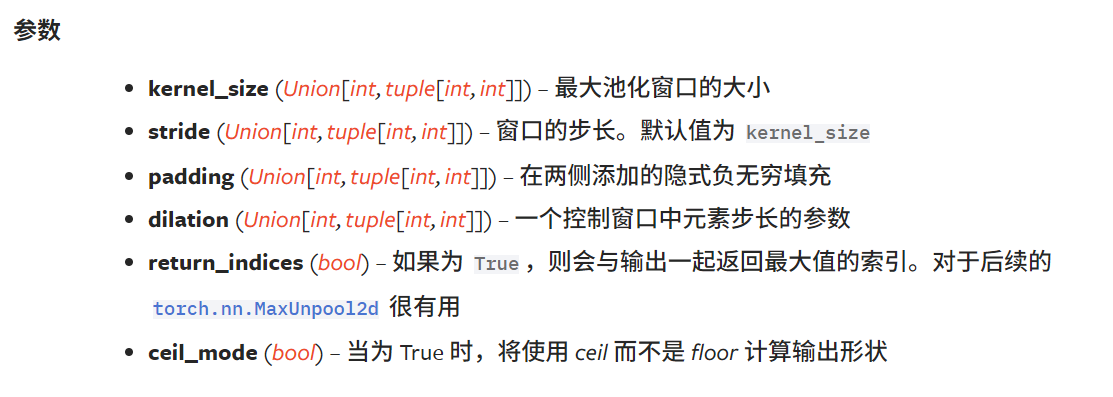 参数
• kernel_size (Union[int, tuple[int, int]]) – 最大池化窗口的大小
• stride (Union[int, tuple[int, int]]) – 窗口的步长。默认值为 kernel_size
• padding (Union[int, tuple[int, int]]) – 在两侧添加的隐式负无穷填充
• dilation (Union[int, tuple[int, int]]) – 一个控制窗口中元素步长的参数
• return_indices (bool) – 如果为 True，则会与输出一起返回最大值的索引。对于后续的
torch.nn.MaxUnpool2d 很有用
• ceil_mode (bool) – 当为 True 时，将使用 ceil 而不是 floor 计算输出形状